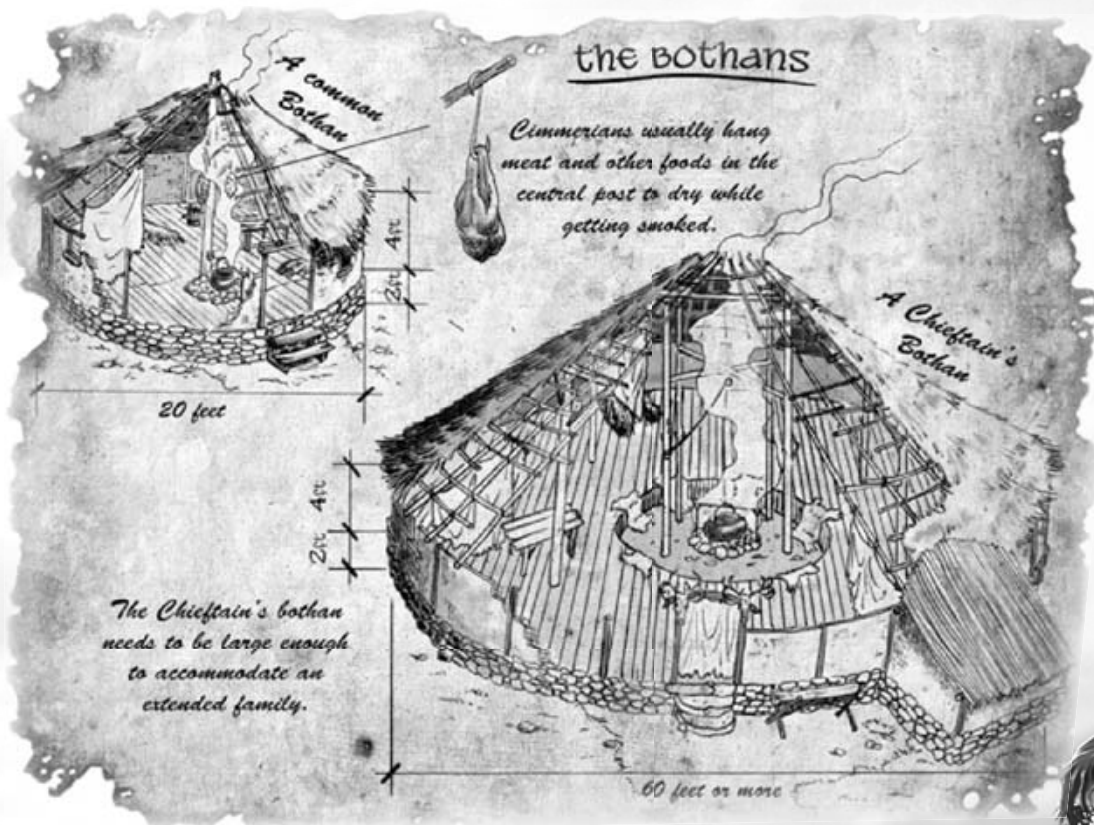 the Bothans
A common
Bothan
Cimmerians usually hang
meat and other foods in the
central post to dry while
getting smoked.
4ft
2ft
20 feet
A Chieftain's
Bothan
4ft
2ft
The Chieftain's bothan
needs to be large enough
to accommodate an
extended family.
60 feet or more